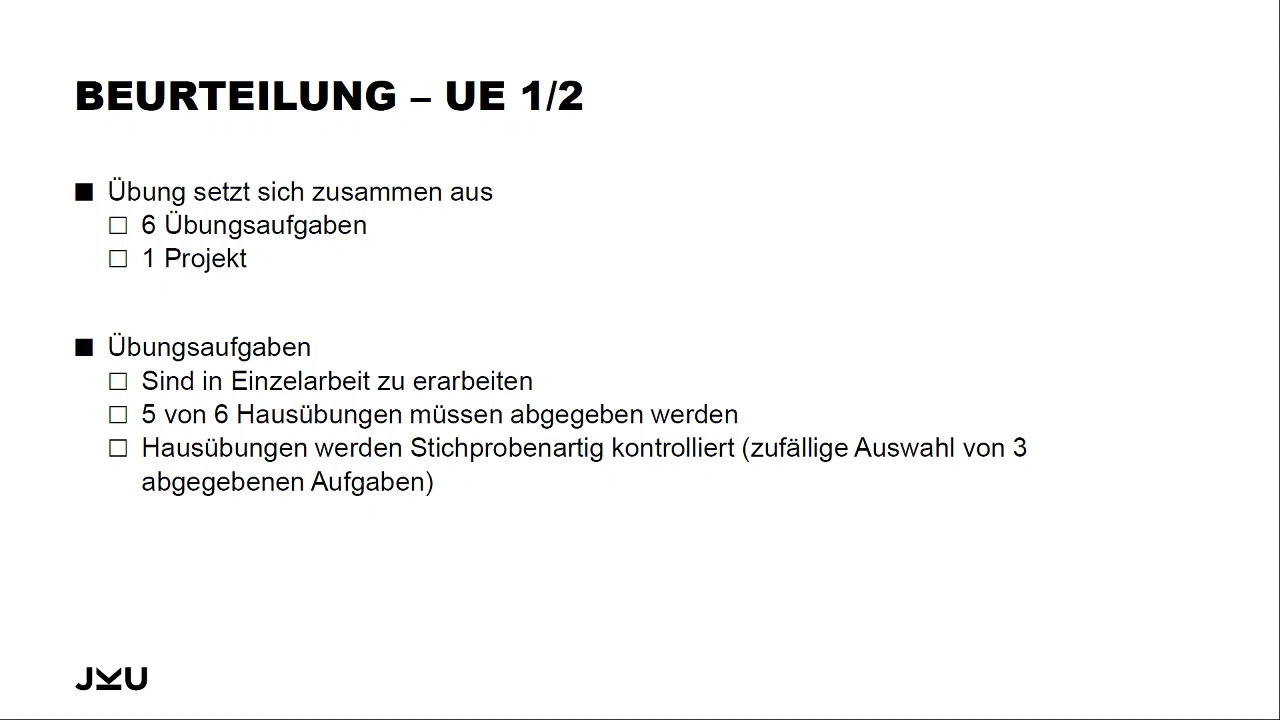 BEURTEILUNG – UE 1/2
■ Übung setzt sich zusammen aus
□ 6 Übungsaufgaben
□ 1 Projekt
■ Übungsaufgaben
□ Sind in Einzelarbeit zu erarbeiten
□ 5 von 6 Hausübungen müssen abgegeben werden
□ Hausübungen werden Stichprobenartig kontrolliert (zufällige Auswahl von 3
abgegebenen Aufgaben)
JKU